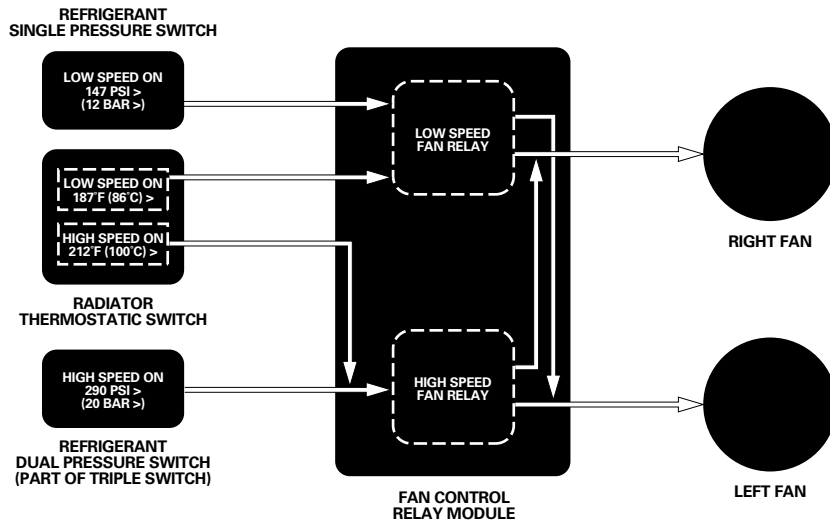 REFRIGERANT
SINGLE PRESSURE SWITCH
LOW SPEED ON
147 PSI >
(12 BAR >)
LOW SPEED ON
187°F (86°C) >
HIGH SPEED ON
212°F (100°C) >
RADIATOR
THERMOSTATIC SWITCH
HIGH SPEED ON
290 PSI >
(20 BAR >)
REFRIGERANT
DUAL PRESSURE SWITCH
(PART OF TRIPLE SWITCH)
LOW SPEED
FAN RELAY
HIGH SPEED
FAN RELAY
FAN CONTROL
RELAY MODULE
RIGHT FAN
LEFT FAN